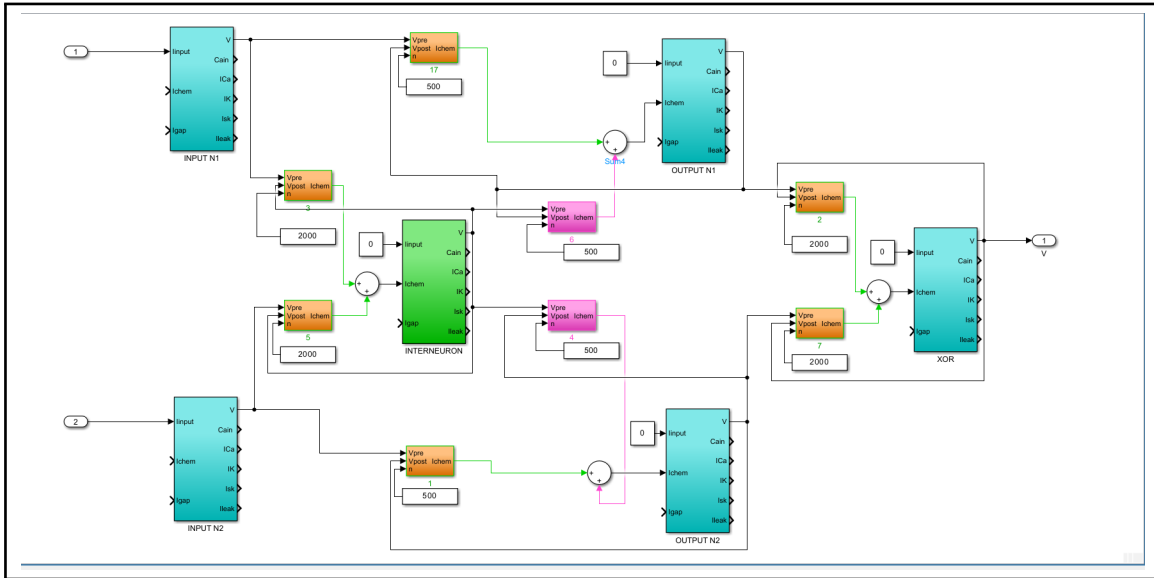 1
Iinput
Ichem
Igap
V
Cain
ICa
IK
Isk
Ileak
INPUT N1
Vpre
Vpost Ichem
n
17
500
0
Iinput
Ichem
Igap
V
Cain
ICa
IK
Isk
Ileak
OUTPUT N1
+
+
Sum4
Vpre
Vpost Ichem
n
3
2000
Vpre
Vpost Ichem
n
6
500
Vpre
Vpost Ichem
n
2
2000
0
Iinput
Ichem
Igap
V
Cain
ICa
IK
Isk
Ileak
INTERNEURON
+
+
0
Iinput
Ichem
Igap
V
Cain
ICa
IK
Isk
Ileak
XOR
+
+
1
V
Vpre
Vpost Ichem
n
5
2000
Vpre
Vpost Ichem
n
4
500
Vpre
Vpost Ichem
n
7
2000
2
Iinput
Ichem
Igap
V
Cain
ICa
IK
Isk
Ileak
INPUT N2
Vpre
Vpost Ichem
n
1
500
+
+
0
Iinput
Ichem
Igap
V
Cain
ICa
IK
Isk
Ileak
OUTPUT N2